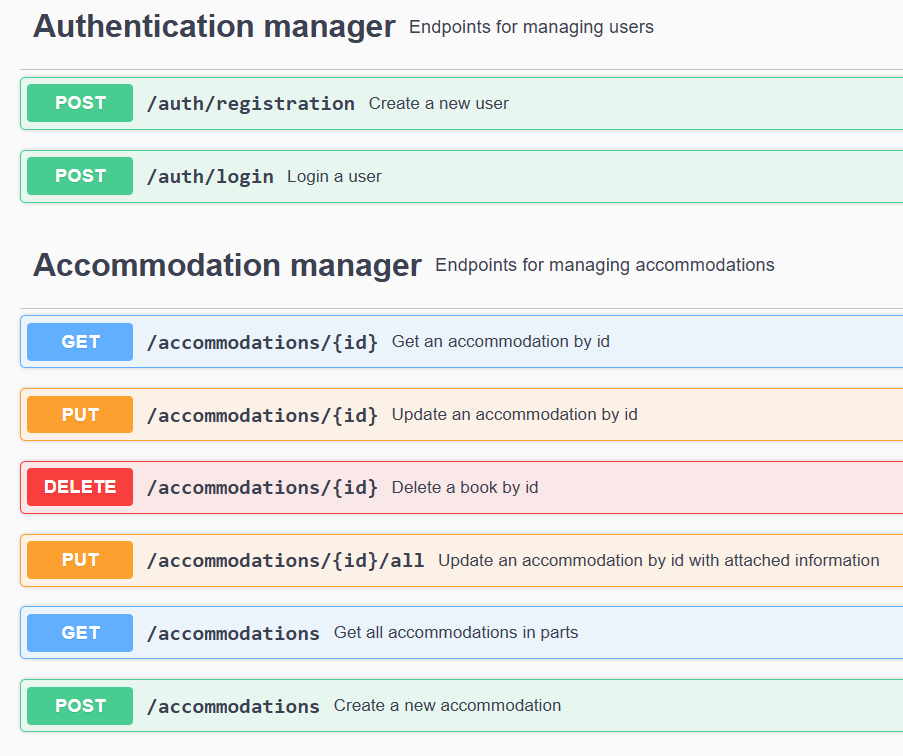 Authentication manager Endpoints for managing users
POST /auth/registration Create a new user
POST /auth/login Login a user
Accommodation manager Endpoints for managing accommodations
GET /accommodations/{id} Get an accommodation by id
PUT /accommodations/{id} Update an accommodation by id
DELETE /accommodations/{id} Delete a book by id
PUT /accommodations/{id}/all Update an accommodation by id with attached information
GET /accommodations Get all accommodations in parts
POST /accommodations Create a new accommodation